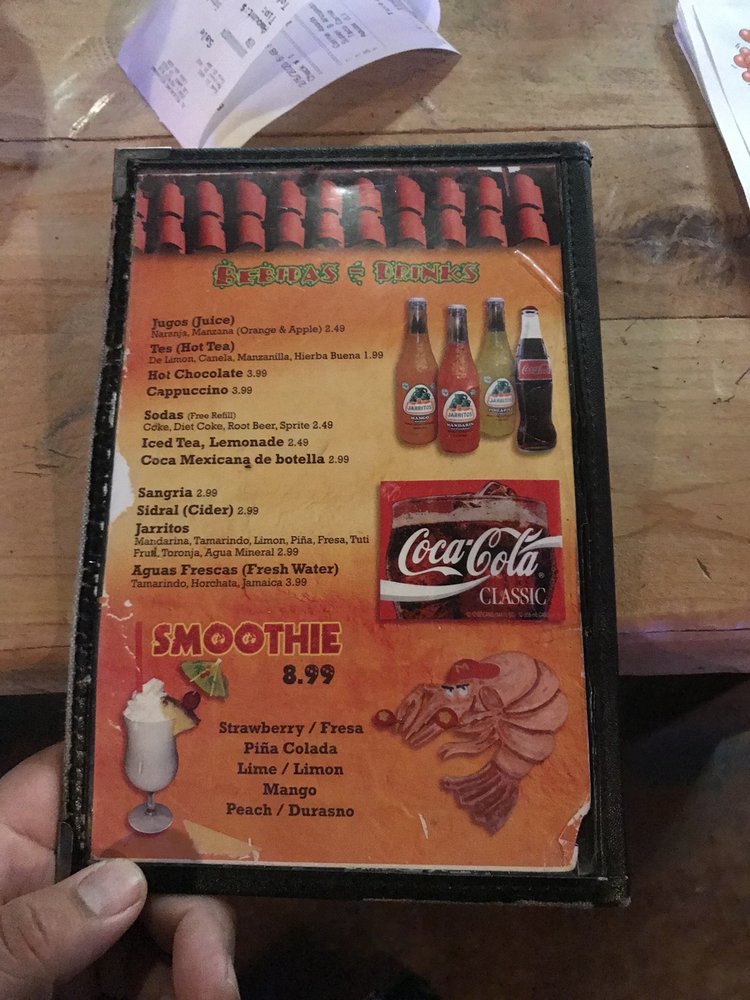 BEBIDAS - DRINKS
Jugos (Juice)
Naranja, Manzana (Orange & Apple) 2.49
Tes (Hot Tea)
De Limon, Canela, Manzanilla, Hierba Buena 1.99
Hot Chocolate 3.99
Cappuccino 3.99
Sodas (Free Refill)
Coke, Diet Coke, Root Beer, Sprite 2.49
Iced Tea, Lemonade 2.49
Coca Mexicana de botella 2.99
Sangria 2.99
Sidral (Cider) 2.99
Jarritos
Mandarina, Tamarindo, Limon, Piña, Fresa, Tuti
Fruti, Toronja, Agua Mineral 2.99
Aguas Frescas (Fresh Water)
Tamarindo, Horchata, Jamaica 3.99
JARRITOS
MANGO
JARRITOS
MANDARIN
JARRITOS
PINEAPPLE
Coca-Cola
Coca-Cola
CLASSIC
SMOOTHIE
8.99
Strawberry / Fresa
Piña Colada
Lime / Limon
Mango
Peach / Durasno